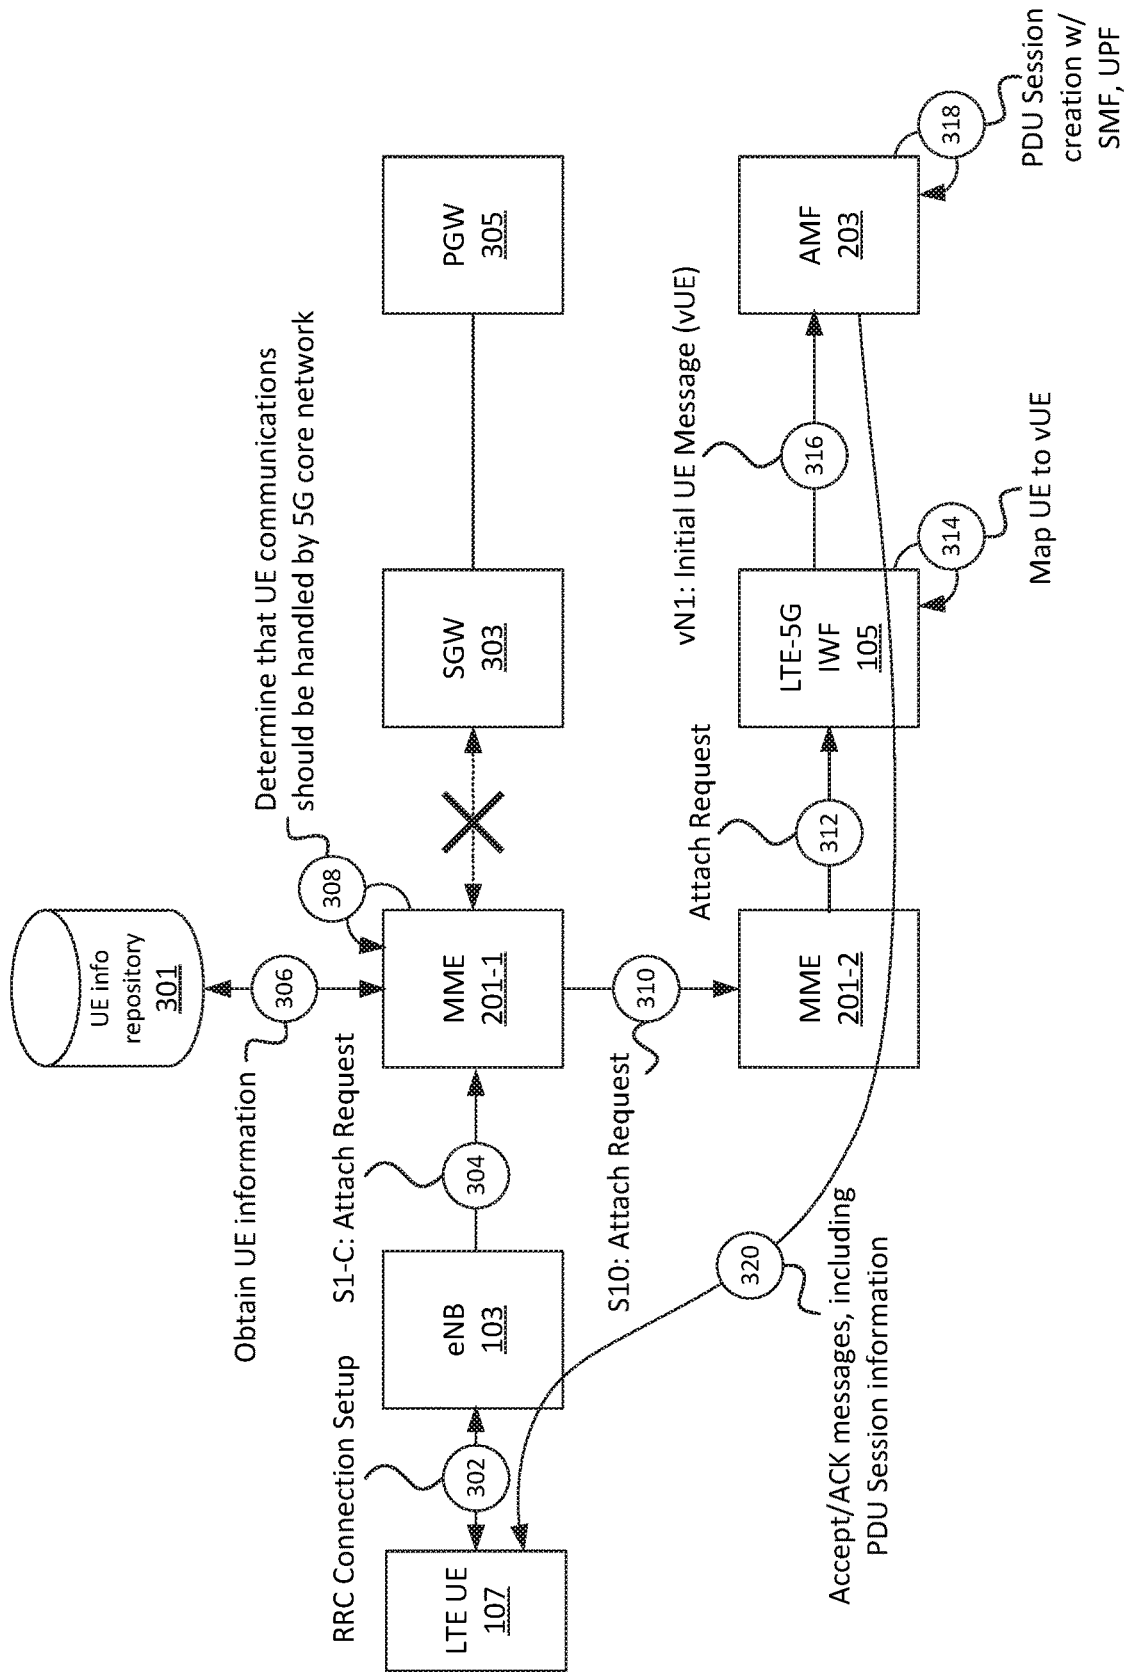 UE info
repository
301
306
Obtain UE information
Determine that UE communications
should be handled by 5G core network
308
RRC Connection Setup
S1-C: Attach Request
LTE UE
107
302
eNB
103
304
MME
201-1
SGW
303
PGW
305
310
S10: Attach Request
Attach Request
vN1: Initial UE Message (vUE)
MME
201-2
312
LTE-5G
IWF
105
316
AMF
203
320
Accept/ACK messages, including
PDU Session information
314
Map UE to vUE
318
PDU Session
creation w/
SMF, UPF